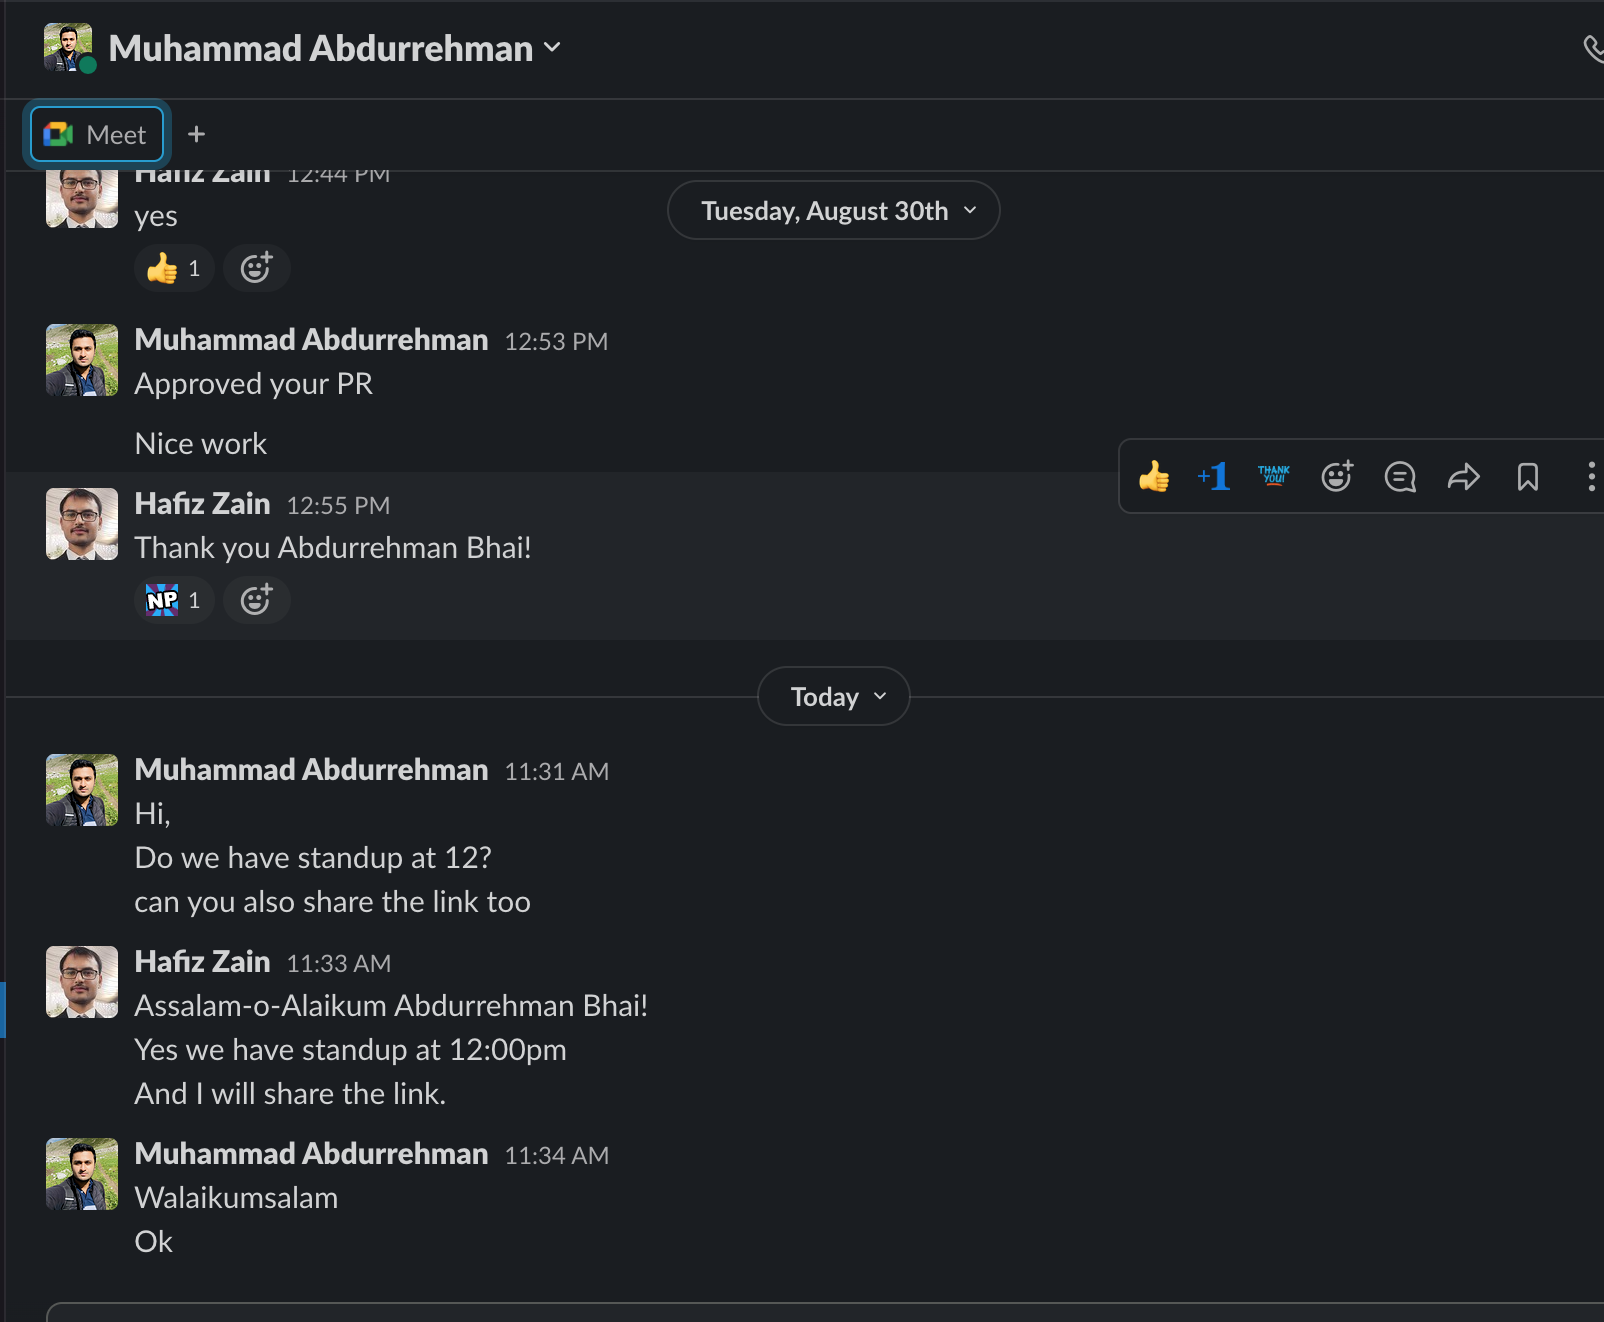 Muhammad Abdurrehman
Meet +
Hafiz Zain 12:44 PM
Tuesday, August 30th
yes
1
Muhammad Abdurrehman 12:53 PM
Approved your PR
Nice work
+1 THANK YOU!
Hafiz Zain 12:55 PM
Thank you Abdurrehman Bhai!
NP 1
Today
Muhammad Abdurrehman 11:31 AM
Hi,
Do we have standup at 12?
can you also share the link too
Hafiz Zain 11:33 AM
Assalam-o-Alaikum Abdurrehman Bhai!
Yes we have standup at 12:00pm
And I will share the link.
Muhammad Abdurrehman 11:34 AM
Walaikumsalam
Ok